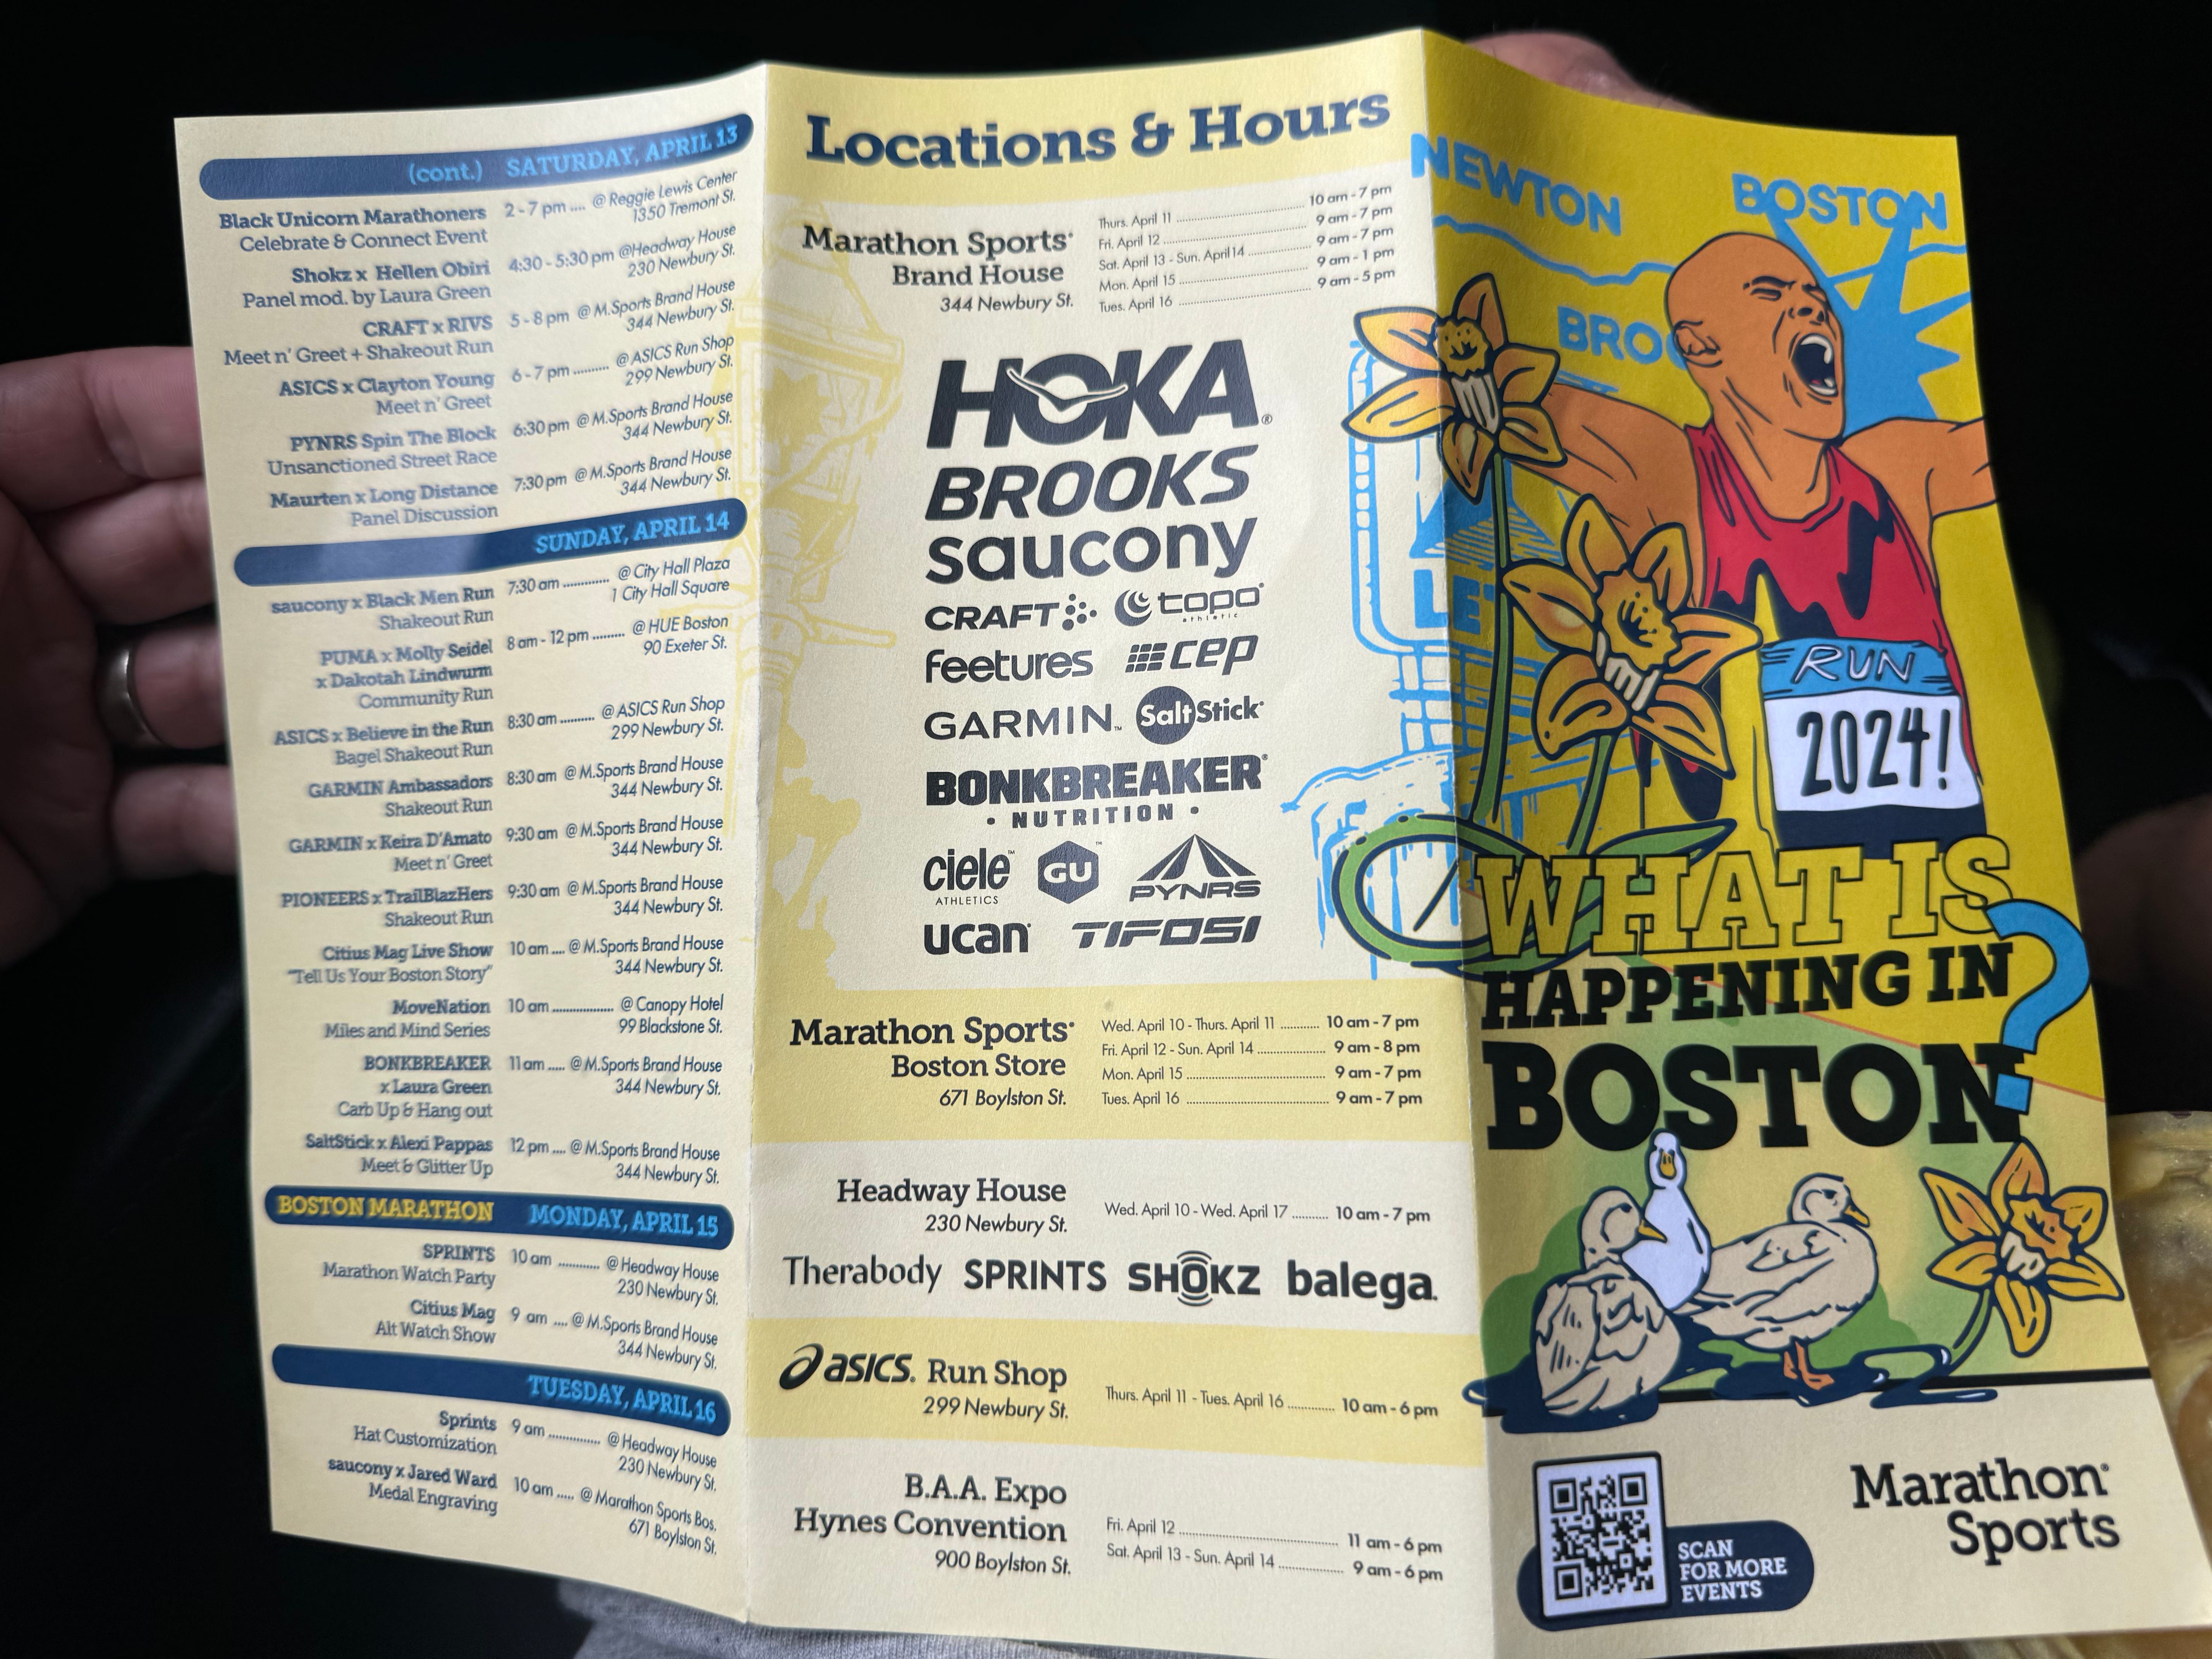 (cont.) SATURDAY, APRIL 13
Black Unicorn Marathoners 2 - 7 pm .... @ Reggie Lewis Center
Celebrate & Connect Event 1350 Tremont St.
Shokz x Hellen Obiri 4:30 - 5:30 pm @Headway House
Panel mod. by Laura Green 230 Newbury St.
CRAFT x RIVS 5 - 8 pm @ M.Sports Brand House
Meet n' Greet + Shakeout Run 344 Newbury St.
ASICS x Clayton Young 6 - 7 pm .......... @ ASICS Run Shop
Meet n' Greet 299 Newbury St.
PYNRS Spin The Block 6:30 pm @ M.Sports Brand House
Unsanctioned Street Race 344 Newbury St.
Maurten x Long Distance 7:30 pm @ M.Sports Brand House
Panel Discussion 344 Newbury St.
SUNDAY, APRIL 14
saucony x Black Men Run 7:30 am ............ @ City Hall Plaza
Shakeout Run 1 City Hall Square
PUMA x Molly Seidel 8 am - 12 pm ......... @ HUE Boston
x Dakotah Lindwurm 90 Exeter St.
Community Run
ASICS x Believe in the Run 8:30 am .......... @ ASICS Run Shop
Bagel Shakeout Run 299 Newbury St.
GARMIN Ambassadors 8:30 am @ M.Sports Brand House
Shakeout Run 344 Newbury St.
GARMIN x Keira D'Amato 9:30 am @ M.Sports Brand House
Meet n' Greet 344 Newbury St.
PIONEERS x TrailBlazHers 9:30 am @ M.Sports Brand House
Shakeout Run 344 Newbury St.
Citius Mag Live Show 10 am .... @ M.Sports Brand House
"Tell Us Your Boston Story" 344 Newbury St.
MoveNation 10 am .................. @ Canopy Hotel
Miles and Mind Series 99 Blackstone St.
BONKBREAKER 11 am ..... @ M.Sports Brand House
x Laura Green 344 Newbury St.
Carb Up & Hang out
SaltStick x Alexi Pappas 12 pm .... @ M.Sports Brand House
Meet & Glitter Up 344 Newbury St.
BOSTON MARATHON MONDAY, APRIL 15
SPRINTS 10 am ............ @ Headway House
Marathon Watch Party 230 Newbury St.
Citius Mag 9 am .... @ M.Sports Brand House
Alt Watch Show 344 Newbury St.
TUESDAY, APRIL 16
Sprints 9 am ............... @ Headway House
Hat Customization 230 Newbury St.
saucony x Jared Ward 10 am ..... @ Marathon Sports Bos.
Medal Engraving 671 Boylston St.
Locations & Hours
Marathon Sports®
Brand House
344 Newbury St.
Thurs. April 11 .......... 10 am - 7 pm
Fri. April 12 .......... 9 am - 7 pm
Sat. April 13 - Sun. April 14 .......... 9 am - 7 pm
Mon. April 15 .......... 9 am - 1 pm
Tues. April 16 .......... 9 am - 5 pm
HOKA®
BROOKS
saucony
CRAFT topo®
athletic
feetures cep
GARMIN™ SaltStick®
BONKBREAKER®
• NUTRITION •
ciele™ GU™ PYNRS
ATHLETICS
ucan® TIFOSI
Marathon Sports®
Boston Store
671 Boylston St.
Wed. April 10 - Thurs. April 11 .......... 10 am - 7 pm
Fri. April 12 - Sun. April 14 .......... 9 am - 8 pm
Mon. April 15 .......... 9 am - 7 pm
Tues. April 16 .......... 9 am - 7 pm
Headway House
230 Newbury St.
Wed. April 10 - Wed. April 17 .......... 10 am - 7 pm
Therabody SPRINTS SHOKZ balega.
asics. Run Shop
299 Newbury St.
Thurs. April 11 - Tues. April 16 ............ 10 am - 6 pm
B.A.A. Expo
Hynes Convention
900 Boylston St.
Fri. April 12 .......... 11 am - 6 pm
Sat. April 13 - Sun. April 14 .......... 9 am - 6 pm
NEWTON
BOSTON
BROO
RUN
2024!
WHAT IS
HAPPENING IN
BOSTON?
SCAN
FOR MORE
EVENTS
Marathon®
Sports